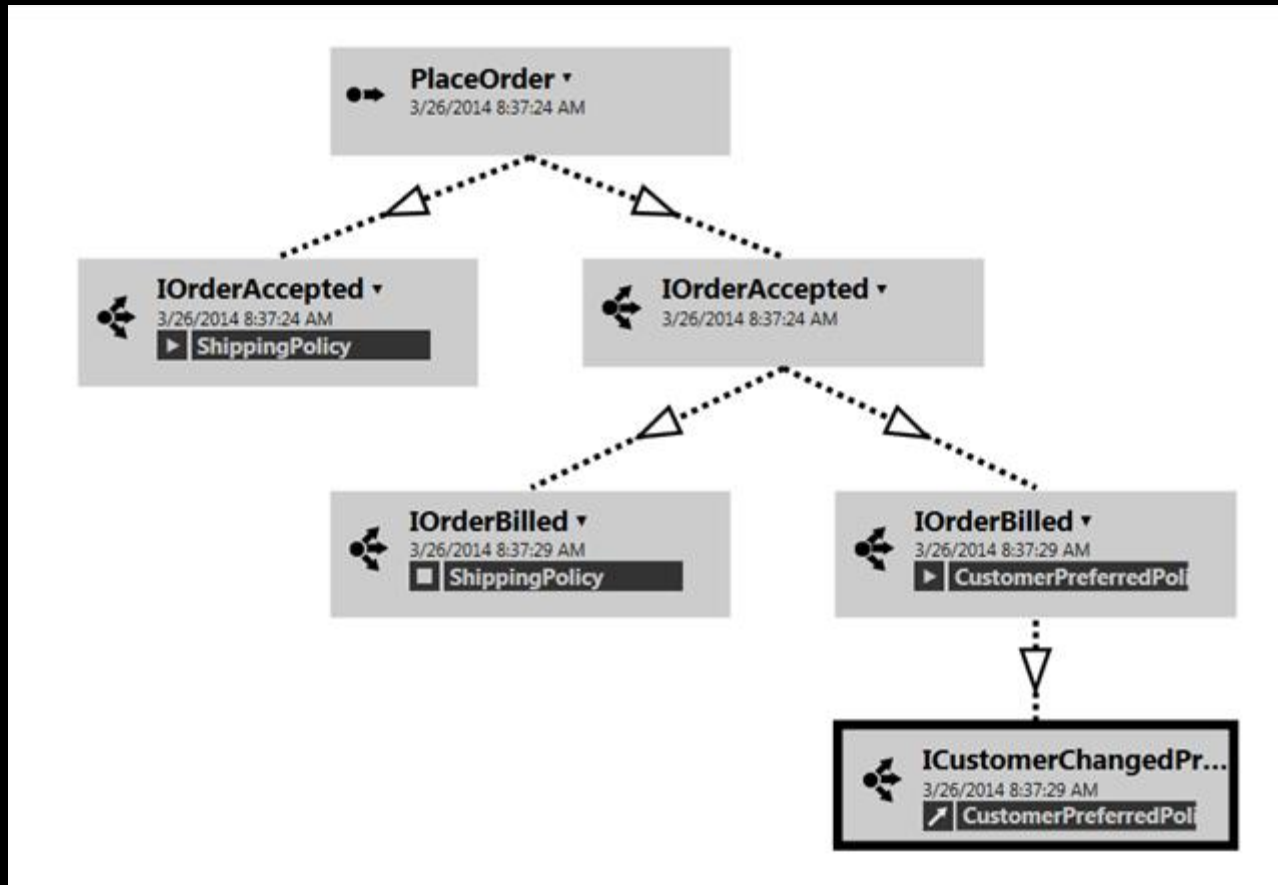 PlaceOrder
3/26/2014 8:37:24 AM
IOrderAccepted
3/26/2014 8:37:24 AM
ShippingPolicy
IOrderAccepted
3/26/2014 8:37:24 AM
IOrderBilled
3/26/2014 8:37:29 AM
ShippingPolicy
IOrderBilled
3/26/2014 8:37:29 AM
CustomerPreferredPoli
ICustomerChangedPr...
3/26/2014 8:37:29 AM
CustomerPreferredPoli